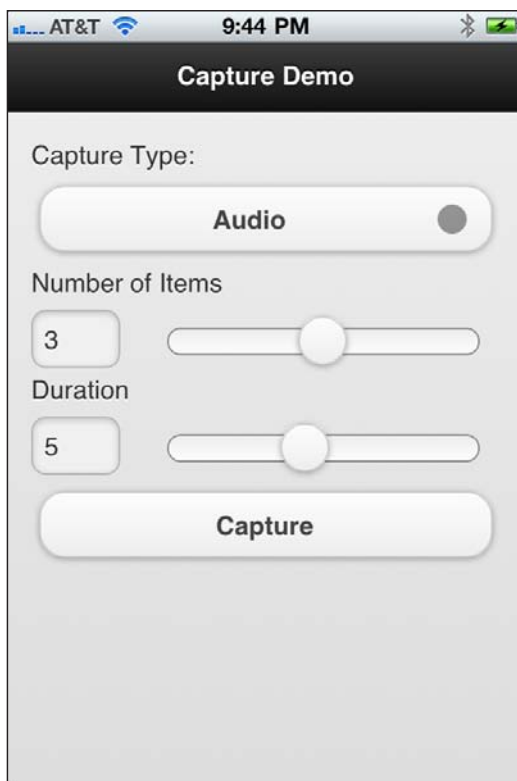 AT&T 9:44 PM
Capture Demo
Capture Type:
Audio
Number of Items
3
Duration
5
Capture